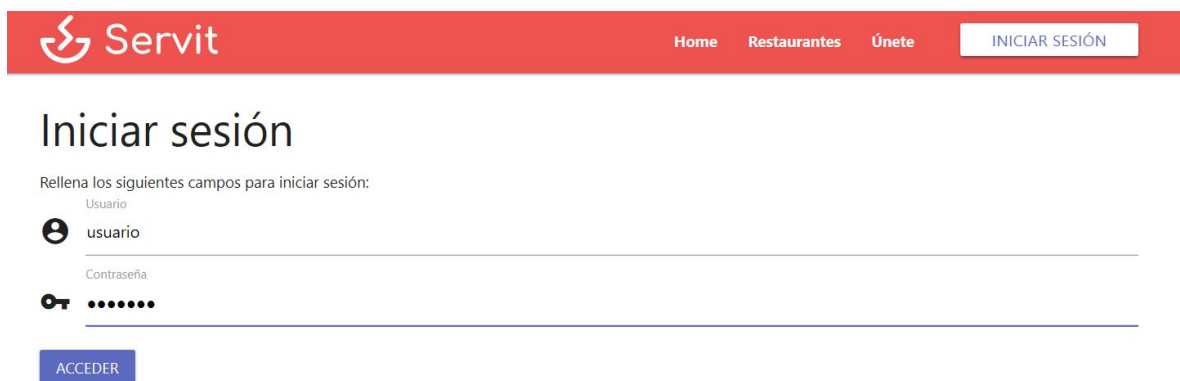 Servit
Home Restaurantes Únete INICIAR SESIÓN
Iniciar sesión
Rellena los siguientes campos para iniciar sesión:
Usuario
usuario
Contraseña
•••••••
ACCEDER